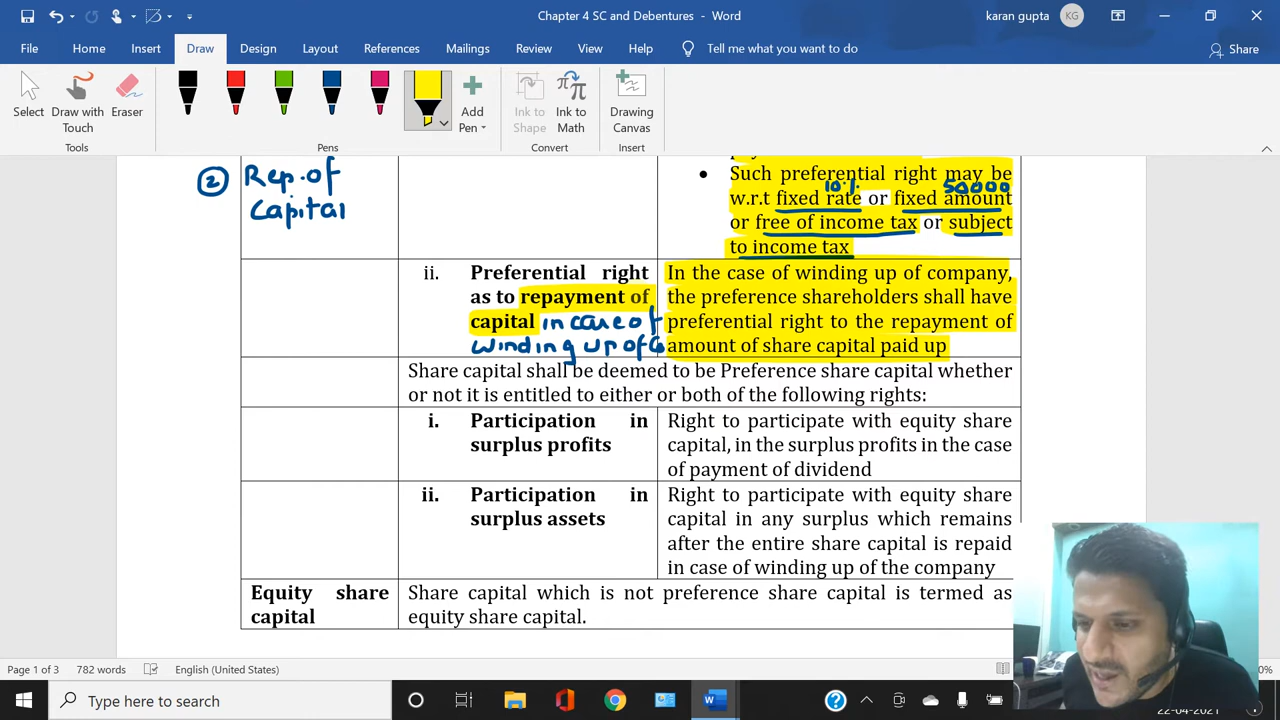 Chapter 4 SC and Debentures - Word
karan gupta
KG
File Home Insert Draw Design Layout References Mailings Review View Help Tell me what you want to do
Share
Select
Draw with Touch
Eraser
Add Pen
Ink to Shape
Ink to Math
Drawing Canvas
Tools
Pens
Convert
Insert
② Rep. of
Capital
• Such preferential right may be
10%
50000
w.r.t fixed rate or fixed amount
or free of income tax or subject
to income tax
ii. Preferential right
as to repayment of
capital in case of
winding up of Co
In the case of winding up of company,
the preference shareholders shall have
preferential right to the repayment of
amount of share capital paid up
Share capital shall be deemed to be Preference share capital whether
or not it is entitled to either or both of the following rights:
i. Participation in
surplus profits
Right to participate with equity share
capital, in the surplus profits in the case
of payment of dividend
ii. Participation in
surplus assets
Right to participate with equity share
capital in any surplus which remains
after the entire share capital is repaid
in case of winding up of the company
Equity share
capital
Share capital which is not preference share capital is termed as
equity share capital.
Page 1 of 3 782 words English (United States)
0%
Type here to search
22-04-2021